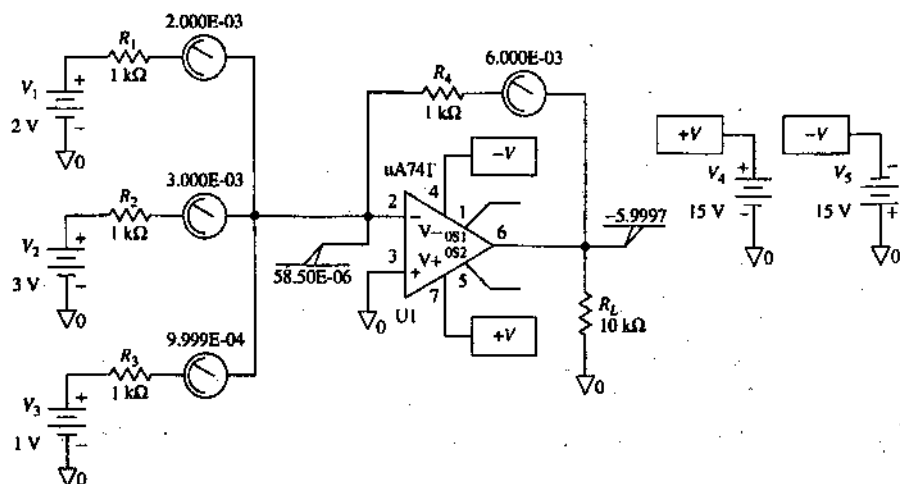 2.000E-03
R1
1 kΩ
V1
+
−
2 V
0
6.000E-03
R4
1 kΩ
+V
−V
−V
uA741
4
3.000E-03
R2
1 kΩ
V2
+
−
3 V
0
2
−
1
V−
OS1
6
−5.9997
3
V+
OS2
+
5
7
U1
58.50E-06
0
+V
RL
10 kΩ
0
V4
+
−
15 V
0
V5
-
+
15 V
0
9.999E-04
R3
1 kΩ
V3
+
−
1 V
0